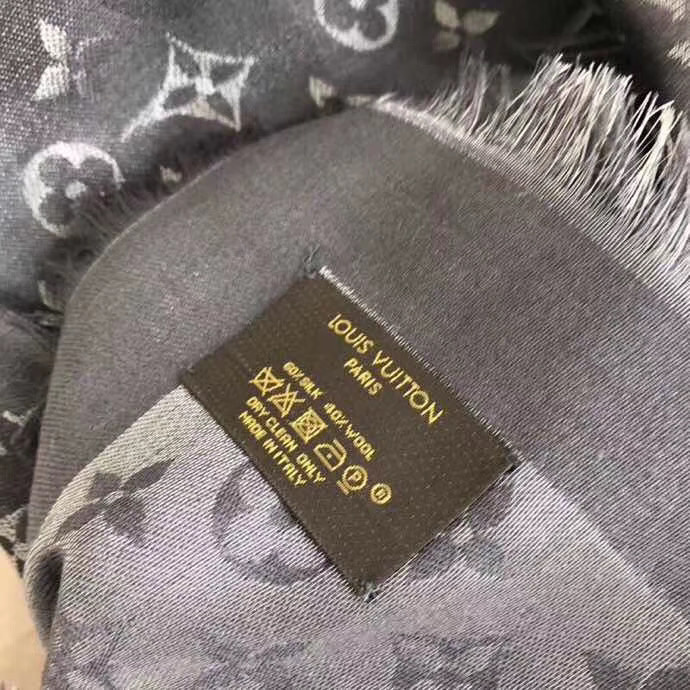 LOUIS VUITTON
PARIS
60% SILK 40% WOOL
P ®
DRY CLEAN ONLY
MADE IN ITALY